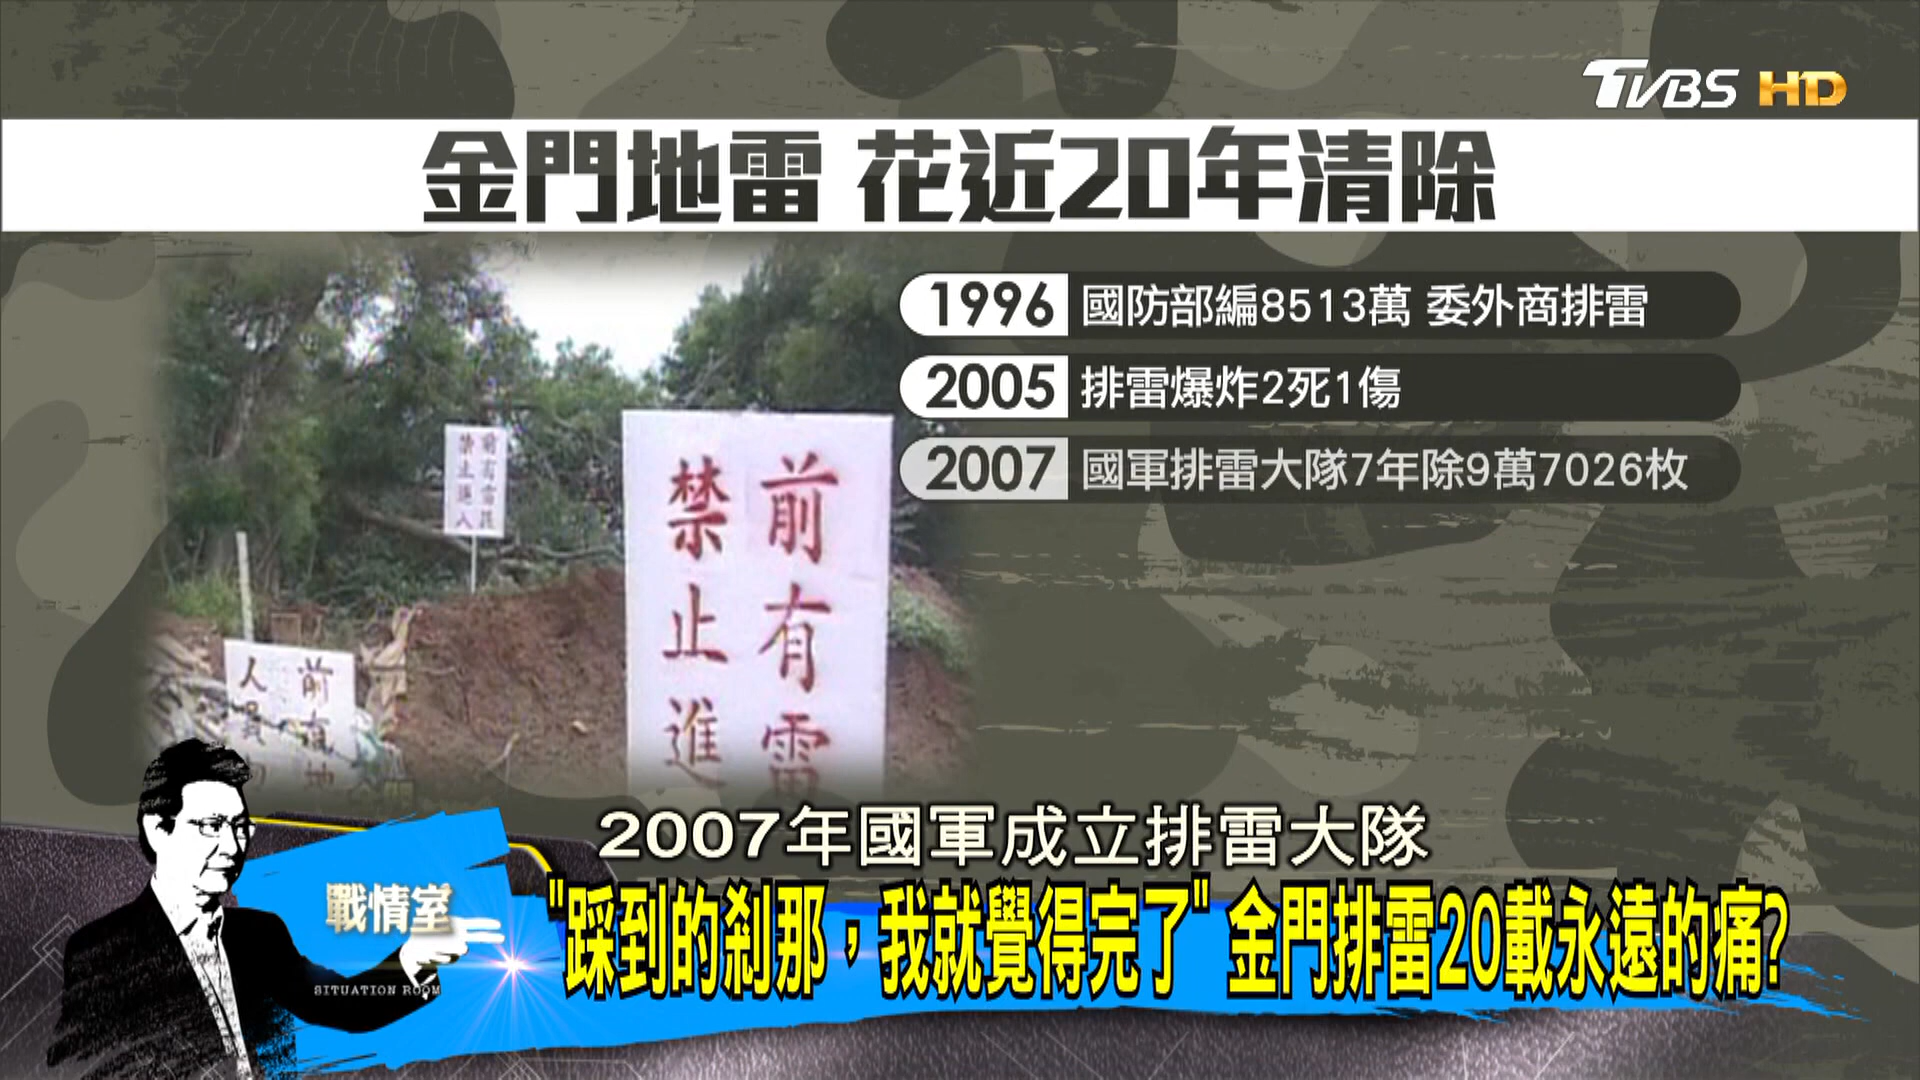 TVBS HD
金門地雷 花近20年清除
1996 國防部編8513萬 委外商排雷
2005 排雷爆炸2死1傷
2007 國軍排雷大隊7年除9萬7026枚
前有雷區
禁止進入
前有雷
禁止進
前有地
人員
2007年國軍成立排雷大隊
戰情室
SITUATION ROOM
"踩到的剎那，我就覺得完了" 金門排雷20載永遠的痛?